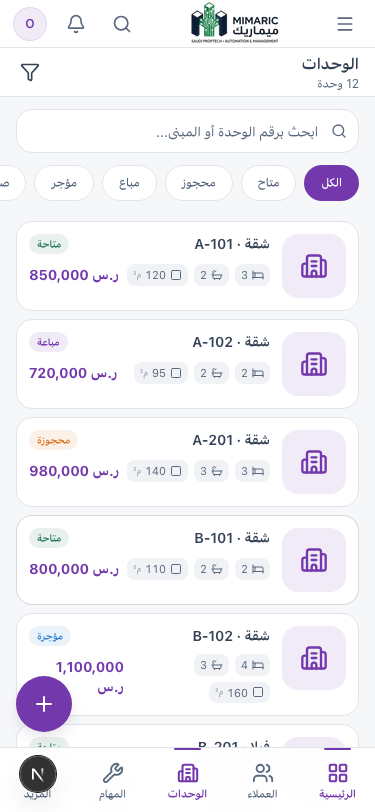 MIMARIC
ميماريك
SAUDI PROPTECH • AUTOMATION & MANAGEMENT
O
الوحدات
12 وحدة
ابحث برقم الوحدة أو المبنى...
الكل
متاح
محجوز
مباع
مؤجر
شقة · A-101
متاحة
3
2
120 م²
850,000 ر.س
شقة · A-102
مباعة
2
2
95 م²
720,000 ر.س
شقة · A-201
محجوزة
3
3
140 م²
980,000 ر.س
شقة · B-101
متاحة
2
2
110 م²
800,000 ر.س
شقة · B-102
مؤجرة
4
3
160 م²
1,100,000
ر.س
فيلا · B-201
متاحة
الرئيسية
العملاء
الوحدات
المهام
المزيد
N